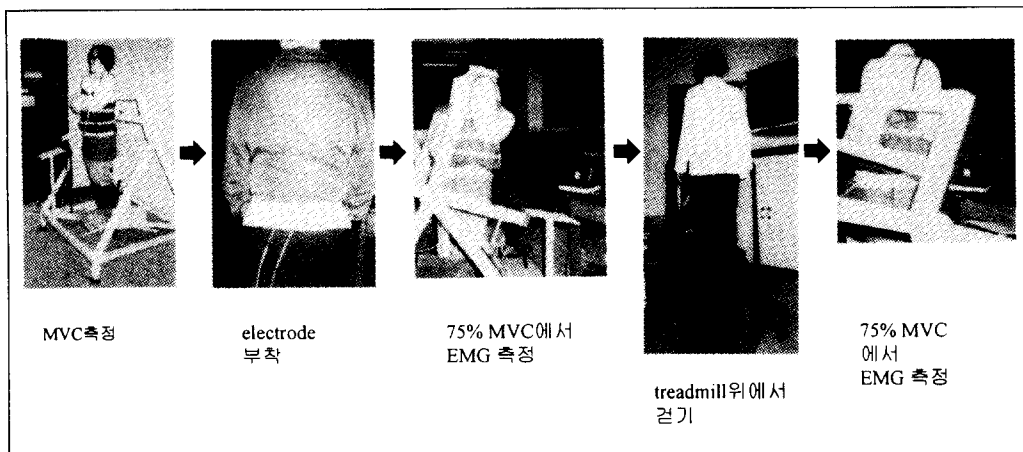 MVC측정
electrode
부착
75% MVC에서
EMG 측정
treadmill위에서
걷기
75% MVC
에서
EMG 측정